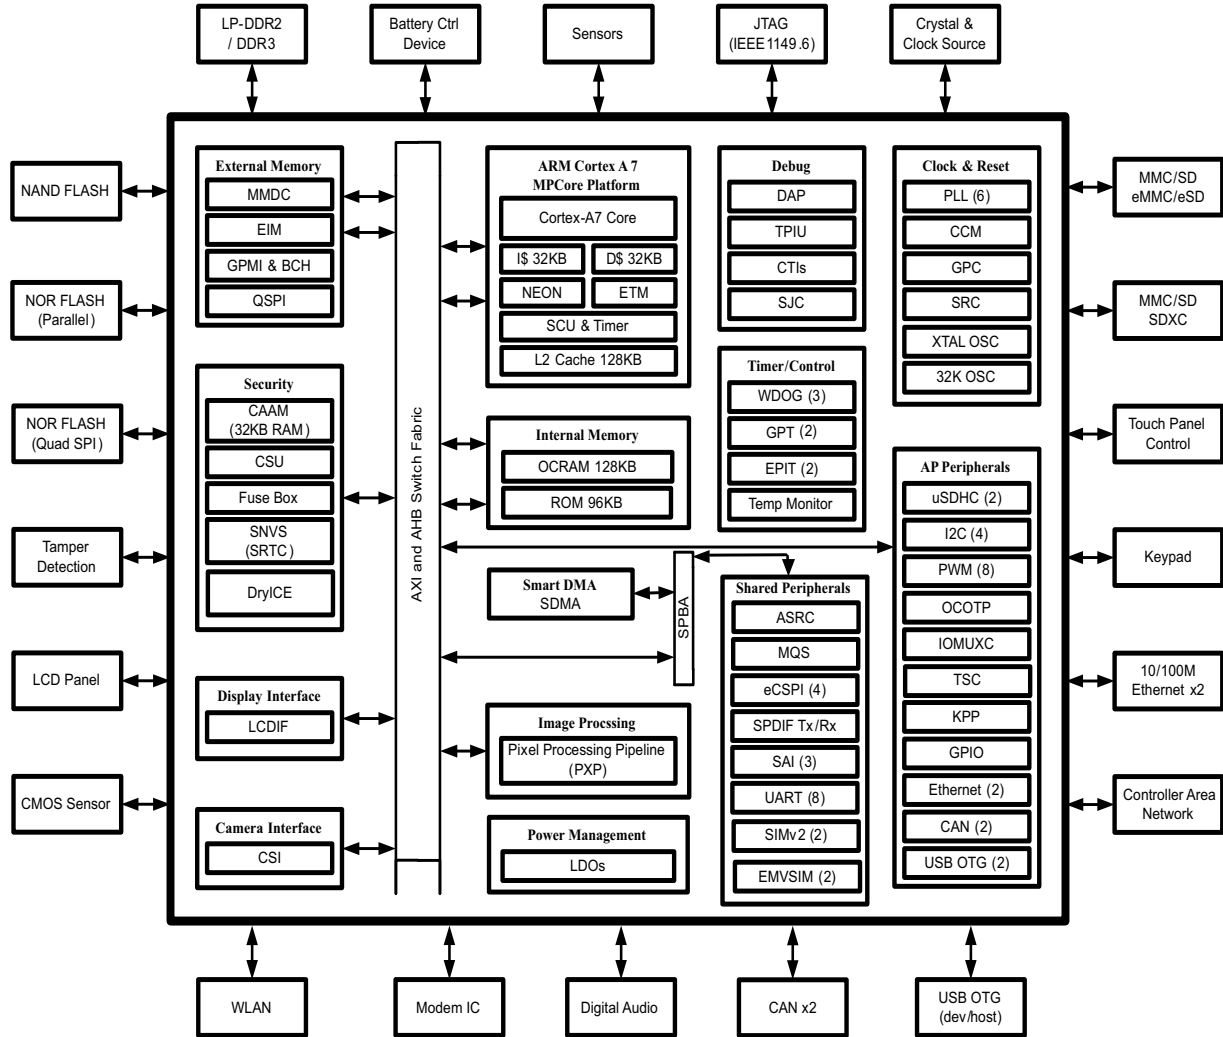 LP-DDR2
/ DDR3
Battery Ctrl
Device
Sensors
JTAG
(IEEE1149.6)
Crystal &
Clock Source
NAND FLASH
NOR FLASH
(Parallel)
NOR FLASH
(Quad SPI)
Tamper
Detection
LCD Panel
CMOS Sensor
External Memory
MMDC
EIM
GPMI & BCH
QSPI
Security
CAAM
(32KB RAM)
CSU
Fuse Box
SNVS
(SRTC)
DryICE
Display Interface
LCDIF
Camera Interface
CSI
AXI and AHB Switch Fabric
ARM Cortex A 7
MPCore Platform
Cortex-A7 Core
I$ 32KB
D$ 32KB
NEON
ETM
SCU & Timer
L2 Cache 128KB
Internal Memory
OCRAM 128KB
ROM 96KB
Smart DMA
SDMA
SPBA
Image Procssing
Pixel Processing Pipeline
(PXP)
Power Management
LDOs
Debug
DAP
TPIU
CTIs
SJC
Timer/Control
WDOG (3)
GPT (2)
EPIT (2)
Temp Monitor
Shared Peripherals
ASRC
MQS
eCSPI (4)
SPDIF Tx/Rx
SAI (3)
UART (8)
SIMv2 (2)
EMVSIM (2)
Clock & Reset
PLL (6)
CCM
GPC
SRC
XTAL OSC
32K OSC
AP Peripherals
uSDHC (2)
I2C (4)
PWM (8)
OCOTP
IOMUXC
TSC
KPP
GPIO
Ethernet (2)
CAN (2)
USB OTG (2)
MMC/SD
eMMC/eSD
MMC/SD
SDXC
Touch Panel
Control
Keypad
10/100M
Ethernet x2
Controller Area
Network
WLAN
Modem IC
Digital Audio
CAN x2
USB OTG
(dev/host)